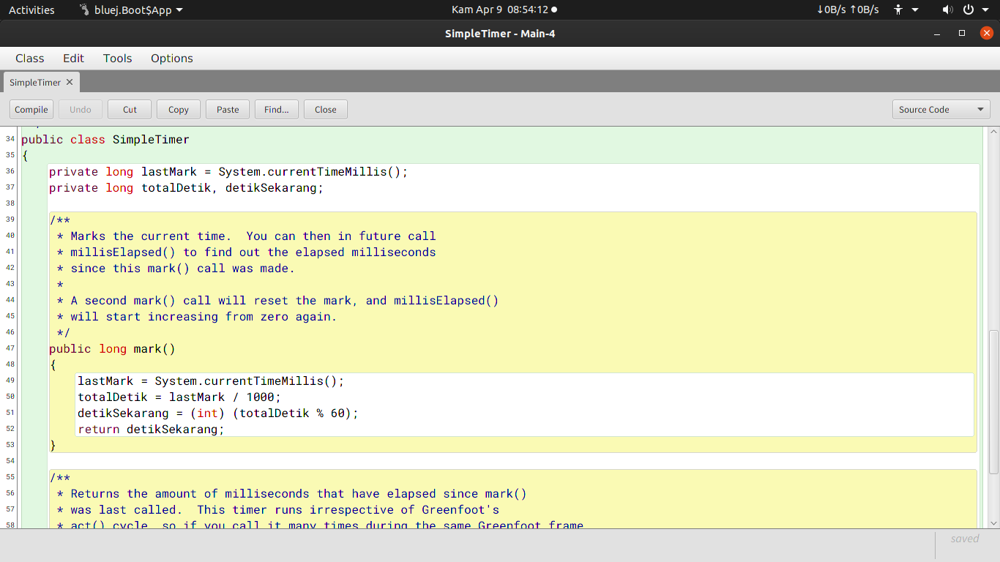 Activities bluej.Boot$App Kam Apr 9 08:54:12 ↓0B/s ↑0B/s
SimpleTimer - Main-4
Class Edit Tools Options
SimpleTimer
Compile Undo Cut Copy Paste Find... Close Source Code
34 public class SimpleTimer
35 {
36 private long lastMark = System.currentTimeMillis();
37 private long totalDetik, detikSekarang;
38
39 /**
40 * Marks the current time.  You can then in future call
41 * millisElapsed() to find out the elapsed milliseconds
42 * since this mark() call was made.
43 *
44 * A second mark() call will reset the mark, and millisElapsed()
45 * will start increasing from zero again.
46 */
47 public long mark()
48 {
49 lastMark = System.currentTimeMillis();
50 totalDetik = lastMark / 1000;
51 detikSekarang = (int) (totalDetik % 60);
52 return detikSekarang;
53 }
54
55 /**
56 * Returns the amount of milliseconds that have elapsed since mark()
57 * was last called.  This timer runs irrespective of Greenfoot's
58 * act() cycle, so if you call it many times during the same Greenfoot frame
saved